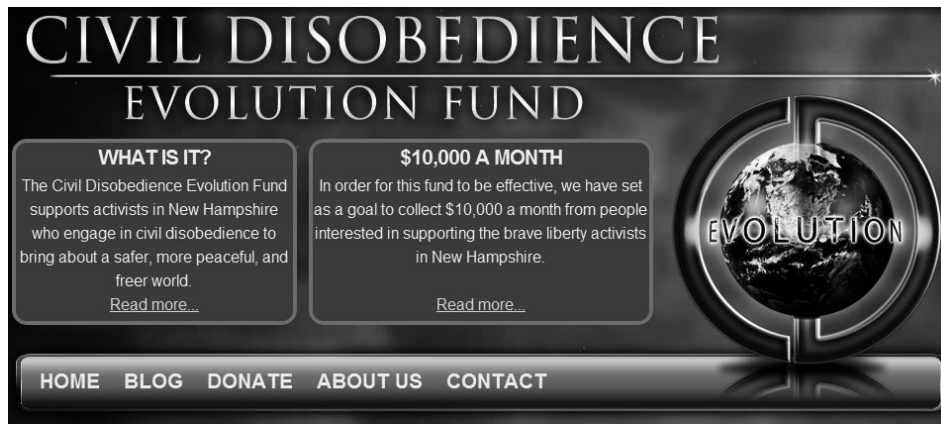 CIVIL DISOBEDIENCE
EVOLUTION FUND
WHAT IS IT?
The Civil Disobedience Evolution Fund
supports activists in New Hampshire
who engage in civil disobedience to
bring about a safer, more peaceful, and
freer world.
Read more...
$10,000 A MONTH
In order for this fund to be effective, we have set
as a goal to collect $10,000 a month from people
interested in supporting the brave liberty activists
in New Hampshire.
Read more...
EVOLUTION
HOME BLOG DONATE ABOUT US CONTACT